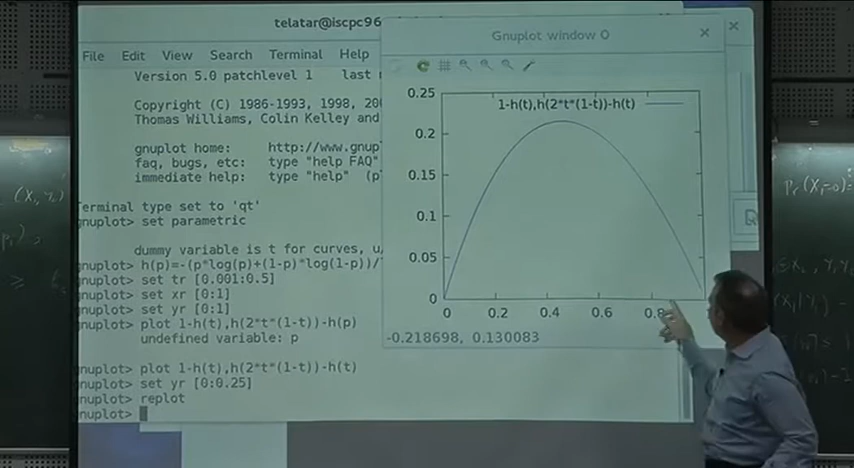 telatar@iscpc96
File Edit View Search Terminal Help
Version 5.0 patchlevel 1 last
Copyright (C) 1986-1993, 1998,
Thomas Williams, Colin Kelley and
gnuplot home: http://www.gnup
faq, bugs, etc: type "help FAQ"
immediate help: type "help"
Terminal type set to 'qt'
gnuplot> set parametric
dummy variable is t for curves,
gnuplot> h(p)=-(p*log(p)+(1-p)*log(1-p))/
gnuplot> set tr [0.001:0.5]
gnuplot> set xr [0:1]
gnuplot> set yr [0:1]
gnuplot> plot 1-h(t),h(2*t*(1-t))-h(p)
undefined variable: p
gnuplot> plot 1-h(t),h(2*t*(1-t))-h(t)
gnuplot> set yr [0:0.25]
gnuplot> replot
gnuplot>
Gnuplot window 0
1-h(t),h(2*t*(1-t))-h(t)
0.25
0.2
0.15
0.1
0.05
0
0 0.2 0.4 0.6 0.8
-0.218698, 0.130083